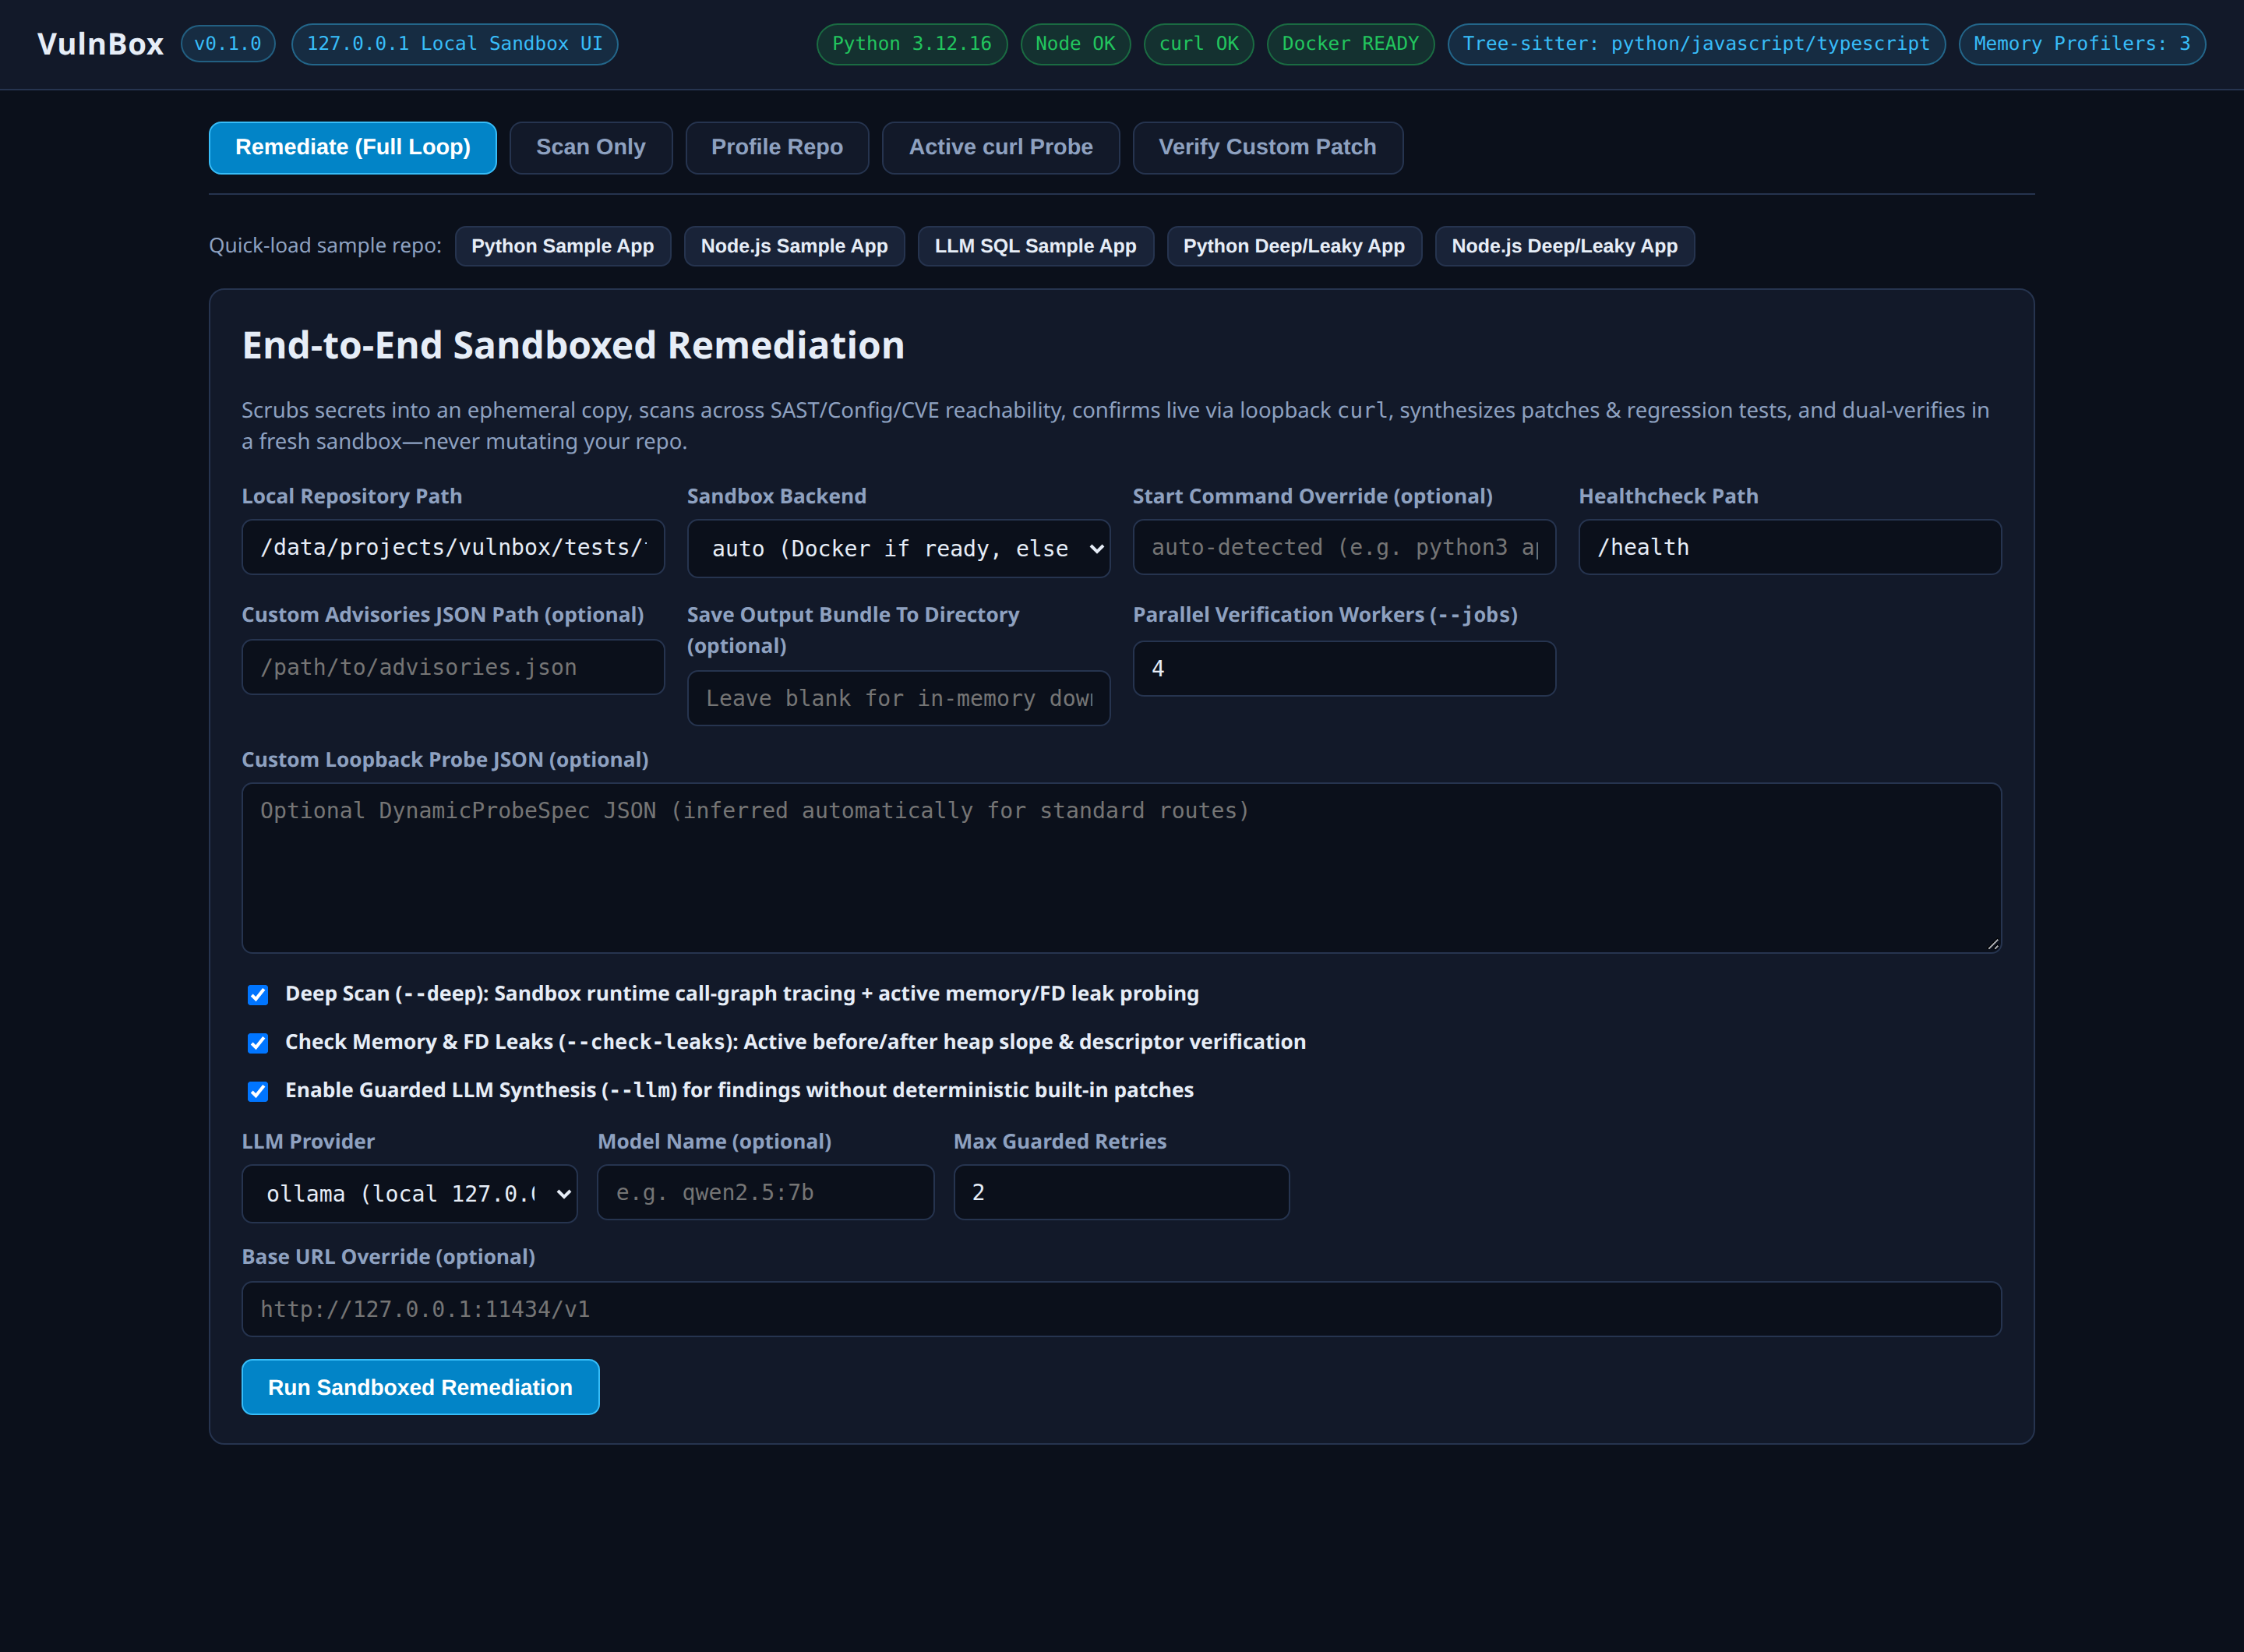 VulnBox v0.1.0 127.0.0.1 Local Sandbox UI Python 3.12.16 Node OK curl OK Docker READY Tree-sitter: python/javascript/typescript Memory Profilers: 3
Remediate (Full Loop) Scan Only Profile Repo Active curl Probe Verify Custom Patch
Quick-load sample repo: Python Sample App Node.js Sample App LLM SQL Sample App Python Deep/Leaky App Node.js Deep/Leaky App
End-to-End Sandboxed Remediation
Scrubs secrets into an ephemeral copy, scans across SAST/Config/CVE reachability, confirms live via loopback curl, synthesizes patches & regression tests, and dual-verifies in
a fresh sandbox—never mutating your repo.
Local Repository Path Sandbox Backend Start Command Override (optional) Healthcheck Path
/data/projects/vulnbox/tests/ auto (Docker if ready, else auto-detected (e.g. python3 /health
Custom Advisories JSON Path (optional) Save Output Bundle To Directory (optional) Parallel Verification Workers (--jobs)
/path/to/advisories.json Leave blank for in-memory 4
Custom Loopback Probe JSON (optional)
Optional DynamicProbeSpec JSON (inferred automatically for standard routes)
Deep Scan (--deep): Sandbox runtime call-graph tracing + active memory/FD leak probing
Check Memory & FD Leaks (--check-leaks): Active before/after heap slope & descriptor verification
Enable Guarded LLM Synthesis (--llm) for findings without deterministic built-in patches
LLM Provider Model Name (optional) Max Guarded Retries
ollama (local 127.0. e.g. qwen2.5:7b 2
Base URL Override (optional)
http://127.0.0.1:11434/v1
Run Sandboxed Remediation